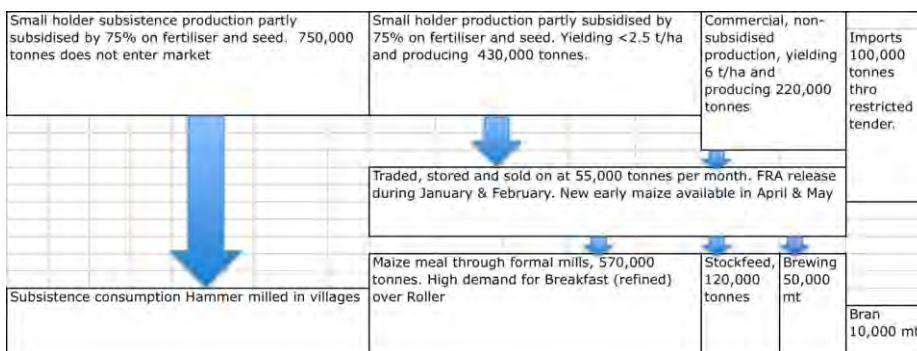 Small holder subsistence production partly
subsidised by 75% on fertiliser and seed.  750,000
tonnes does not enter market
Small holder production partly subsidised by
75% on fertiliser and seed. Yielding <2.5 t/ha
and producing  430,000 tonnes.
Commercial, non-
subsidised
production, yielding
6 t/ha and
producing 220,000
tonnes
Imports
100,000
tonnes
thro
restricted
tender.
Traded, stored and sold on at 55,000 tonnes per month. FRA release
during January & February. New early maize available in April & May
Subsistence consumption Hammer milled in villages
Maize meal through formal mills, 570,000
tonnes. High demand for Breakfast (refined)
over Roller
Stockfeed,
120,000
tonnes
Brewing
50,000
mt
Bran
10,000 mt